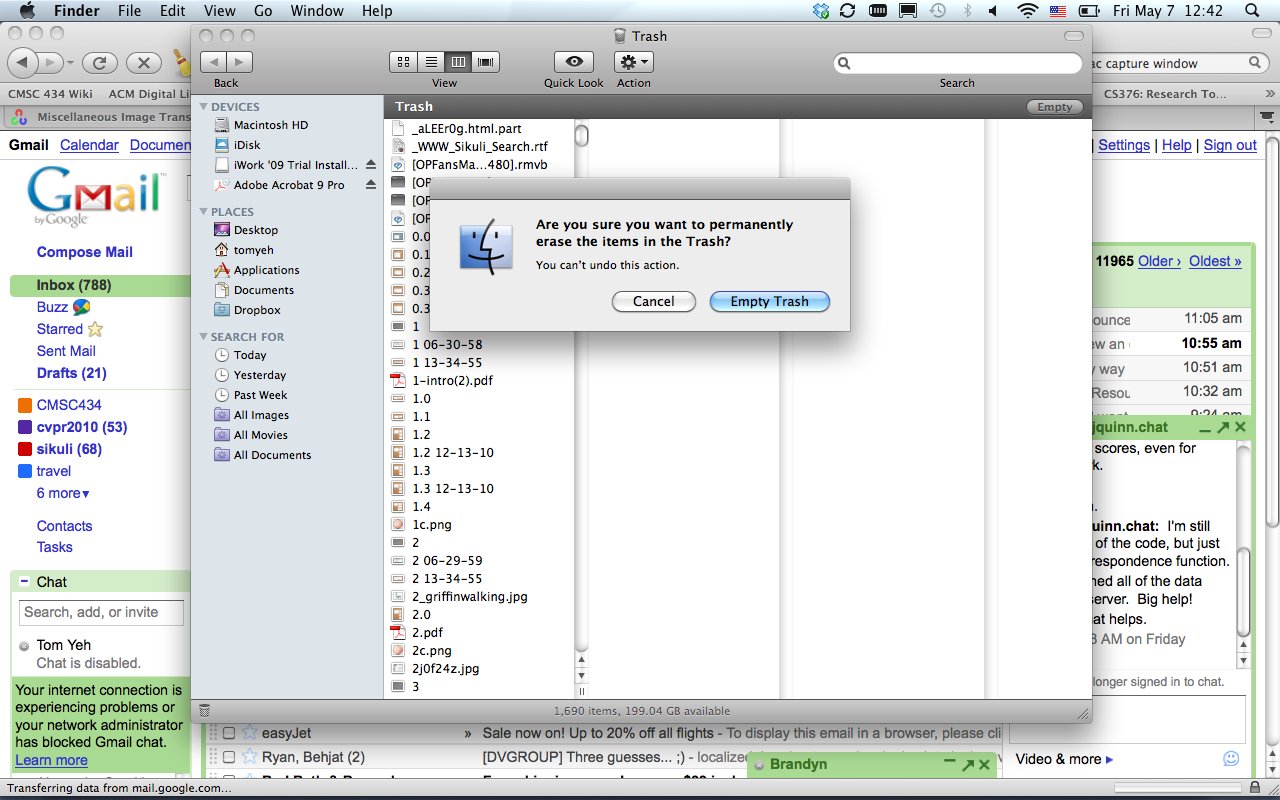 Finder File Edit View Go Window Help Fri May 7 12:42
Trash
Back View Quick Look Action Search
ac capture window
CMSC 434 Wiki ACM Digital Li CS376: Research To... »
Miscellaneous Image Trans
Trash Empty
Gmail Calendar Documen | Settings | Help | Sign out
Gmail
by Google
Compose Mail
Inbox (788)
Buzz
Starred
Sent Mail
Drafts (21)
CMSC434
cvpr2010 (53)
sikuli (68)
travel
6 more▾
Contacts
Tasks
Chat
Search, add, or invite
Tom Yeh
Chat is disabled.
Your internet connection is
experiencing problems or
your network administrator
has blocked Gmail chat.
Learn more
DEVICES
Macintosh HD
iDisk
iWork '09 Trial Install...
Adobe Acrobat 9 Pro
PLACES
Desktop
tomyeh
Applications
Documents
Dropbox
SEARCH FOR
Today
Yesterday
Past Week
All Images
All Movies
All Documents
_aLEEr0g.html.part
_WWW_Sikuli_Search.rtf
[OPFansMa...480].rmvb
[OP
[OP
[OP
0.0
0.1
0.2
0.3
0.3
1
1 06-30-58
1 13-34-55
1-intro(2).pdf
1.0
1.1
1.2
1.2 12-13-10
1.3
1.3 12-13-10
1.4
1c.png
2
2 06-29-59
2 13-34-55
2_griffinwalking.jpg
2.0
2.pdf
2c.png
2j0f24z.jpg
3
Are you sure you want to permanently
erase the items in the Trash?
You can't undo this action.
Cancel Empty Trash
1,690 items, 199.04 GB available
11965 Older › Oldest »
ounce 11:05 am
ew an 10:55 am
y way 10:51 am
Resou 10:32 am
9:24 am
jquinn.chat
scores, even for
k.
quinn.chat: I'm still
of the code, but just
respondence function.
ned all of the data
server. Big help!
at helps.
8 AM on Friday
longer signed in to chat.
Video & more ▸
easyJet » Sale now on! Up to 20% off all flights - To display this email in a browser, please cli
Ryan, Behjat (2) [DVGROUP] Three guesses... ;) - localized
Brandyn
Transferring data from mail.google.com...